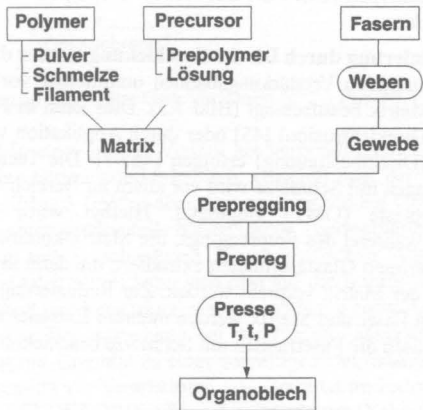 Polymer
Precursor
Fasern
- Pulver
- Schmelze
- Filament
- Prepolymer
- Lösung
Weben
Matrix
Gewebe
Prepregging
Prepreg
Presse
T, t, P
Organoblech